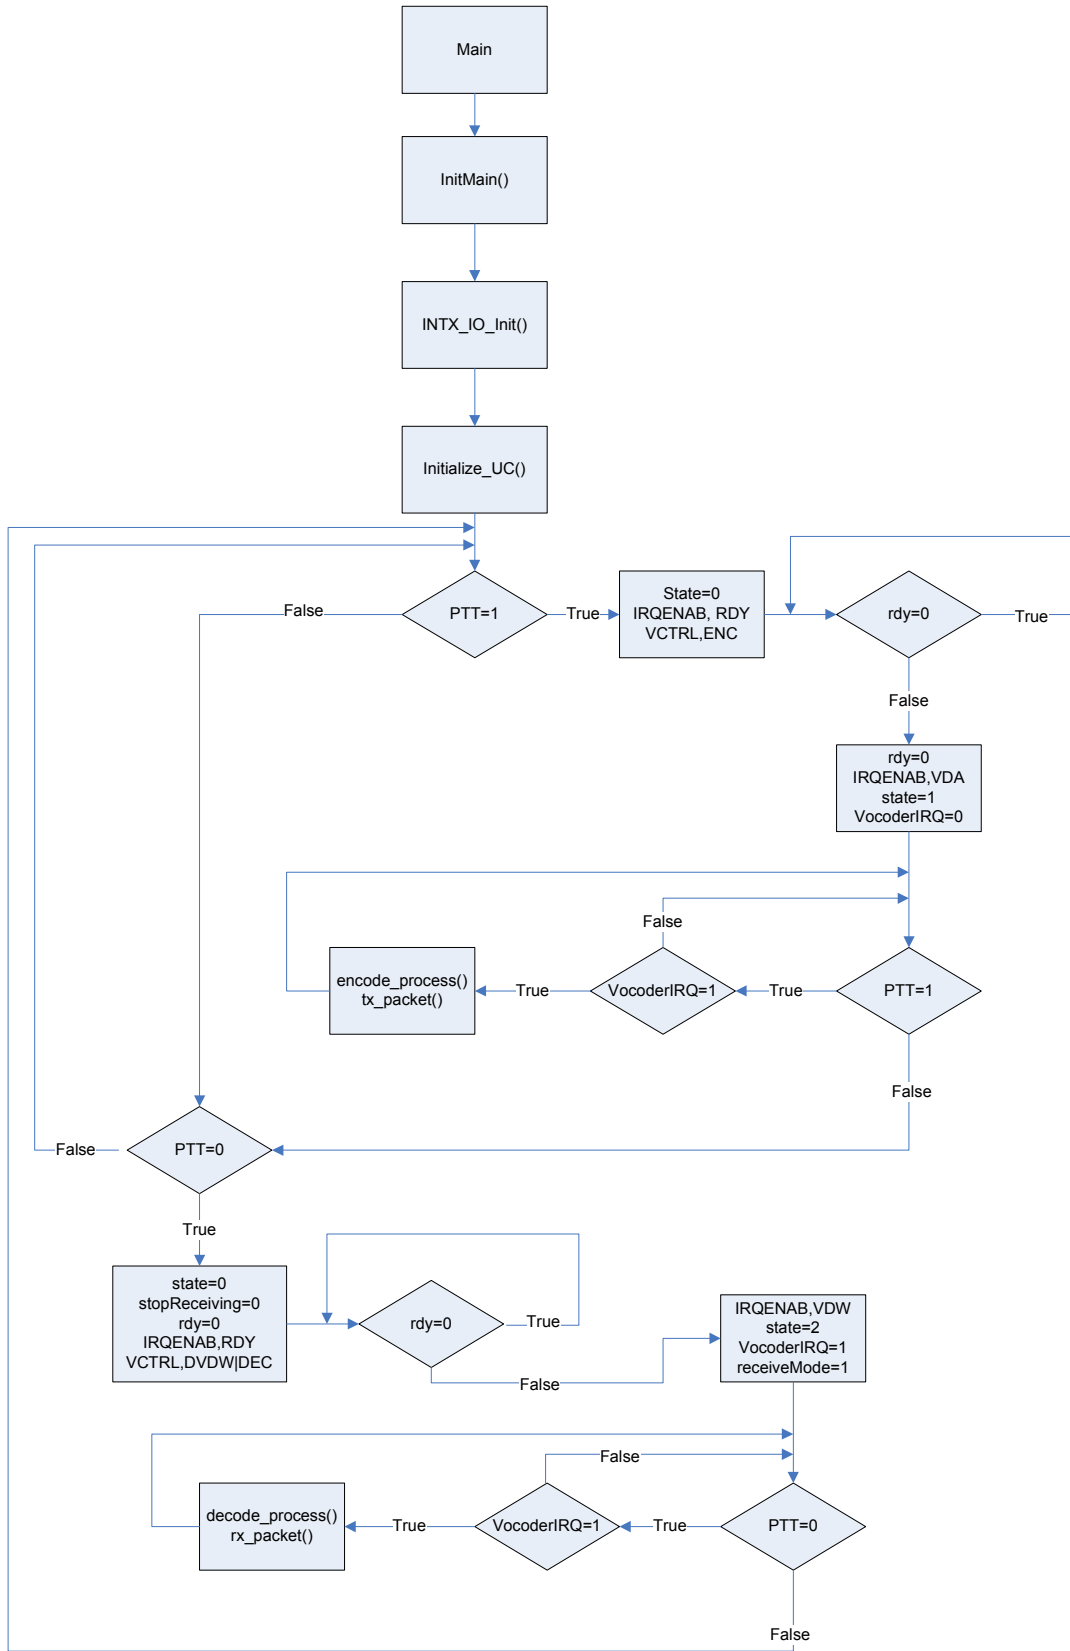 Main
InitMain()
INTX_IO_Init()
Initialize_UC()
False
PTT=1
True
State=0
IRQENAB, RDY
VCTRL,ENC
rdy=0
True
False
rdy=0
IRQENAB,VDA
state=1
VocoderIRQ=0
False
encode_process()
tx_packet()
True
VocoderIRQ=1
True
PTT=1
False
False
PTT=0
True
state=0
stopReceiving=0
rdy=0
IRQENAB,RDY
VCTRL,DVDW|DEC
rdy=0
True
False
IRQENAB,VDW
state=2
VocoderIRQ=1
receiveMode=1
False
decode_process()
rx_packet()
True
VocoderIRQ=1
True
PTT=0
False